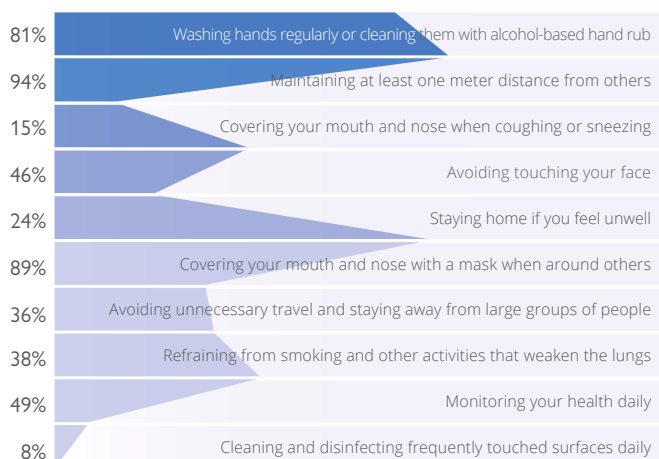 81% Washing hands regularly or cleaning them with alcohol-based hand rub
94% Maintaining at least one meter distance from others
15% Covering your mouth and nose when coughing or sneezing
46% Avoiding touching your face
24% Staying home if you feel unwell
89% Covering your mouth and nose with a mask when around others
36% Avoiding unnecessary travel and staying away from large groups of people
38% Refraining from smoking and other activities that weaken the lungs
49% Monitoring your health daily
8% Cleaning and disinfecting frequently touched surfaces daily